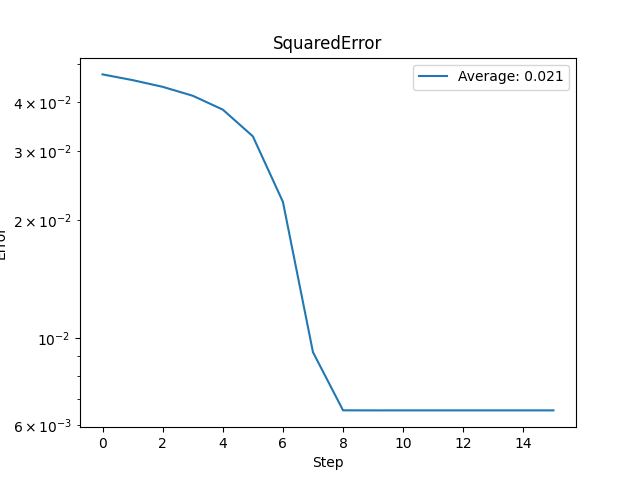 SquaredError
Average: 0.021
4 × 10⁻²
3 × 10⁻²
2 × 10⁻²
10⁻²
6 × 10⁻³
Error
0 2 4 6 8 10 12 14
Step